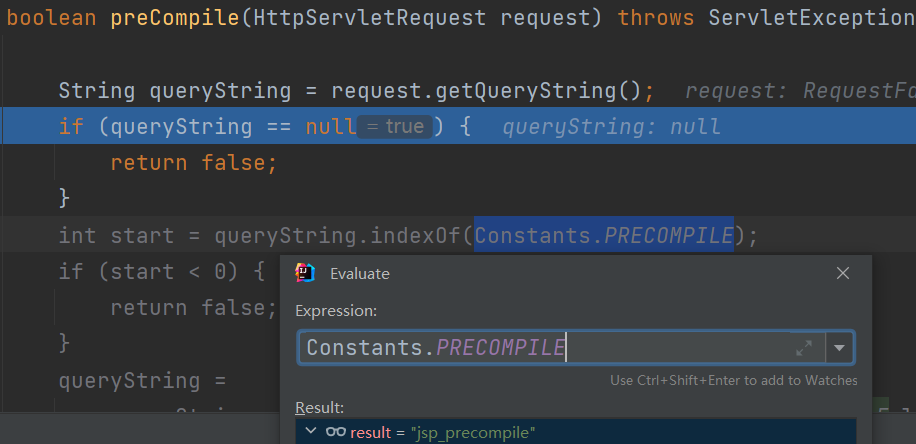 boolean preCompile(HttpServletRequest request) throws ServletException
String queryString = request.getQueryString(); request: RequestFa
if (queryString == null = true ) { queryString: null
return false;
}
int start = queryString.indexOf(Constants.PRECOMPILE);
if (start < 0) {
return false;
}
queryString =
Evaluate
Expression:
Constants.PRECOMPILE
Use Ctrl+Shift+Enter to add to Watches
Result:
result = "jsp_precompile"